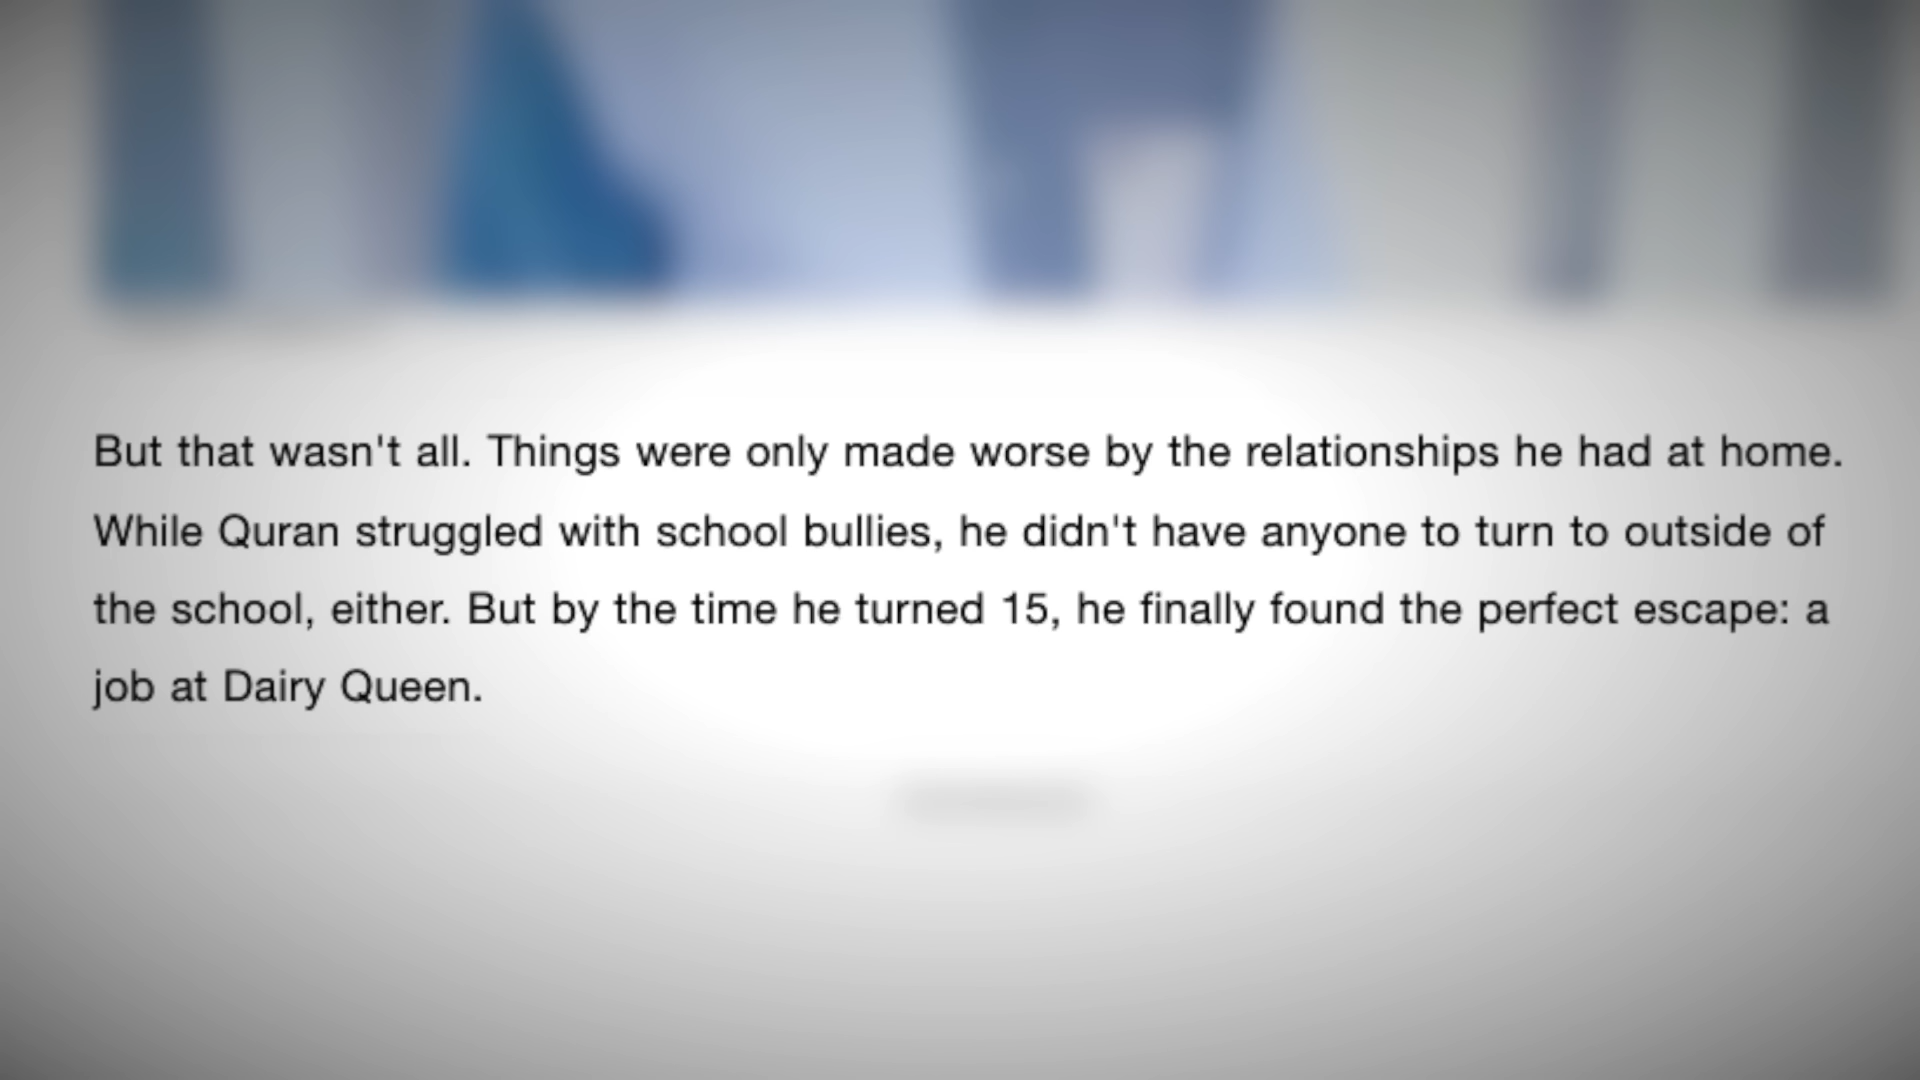 But that wasn't all. Things were only made worse by the relationships he had at home.
While Quran struggled with school bullies, he didn't have anyone to turn to outside of
the school, either. But by the time he turned 15, he finally found the perfect escape: a
job at Dairy Queen.